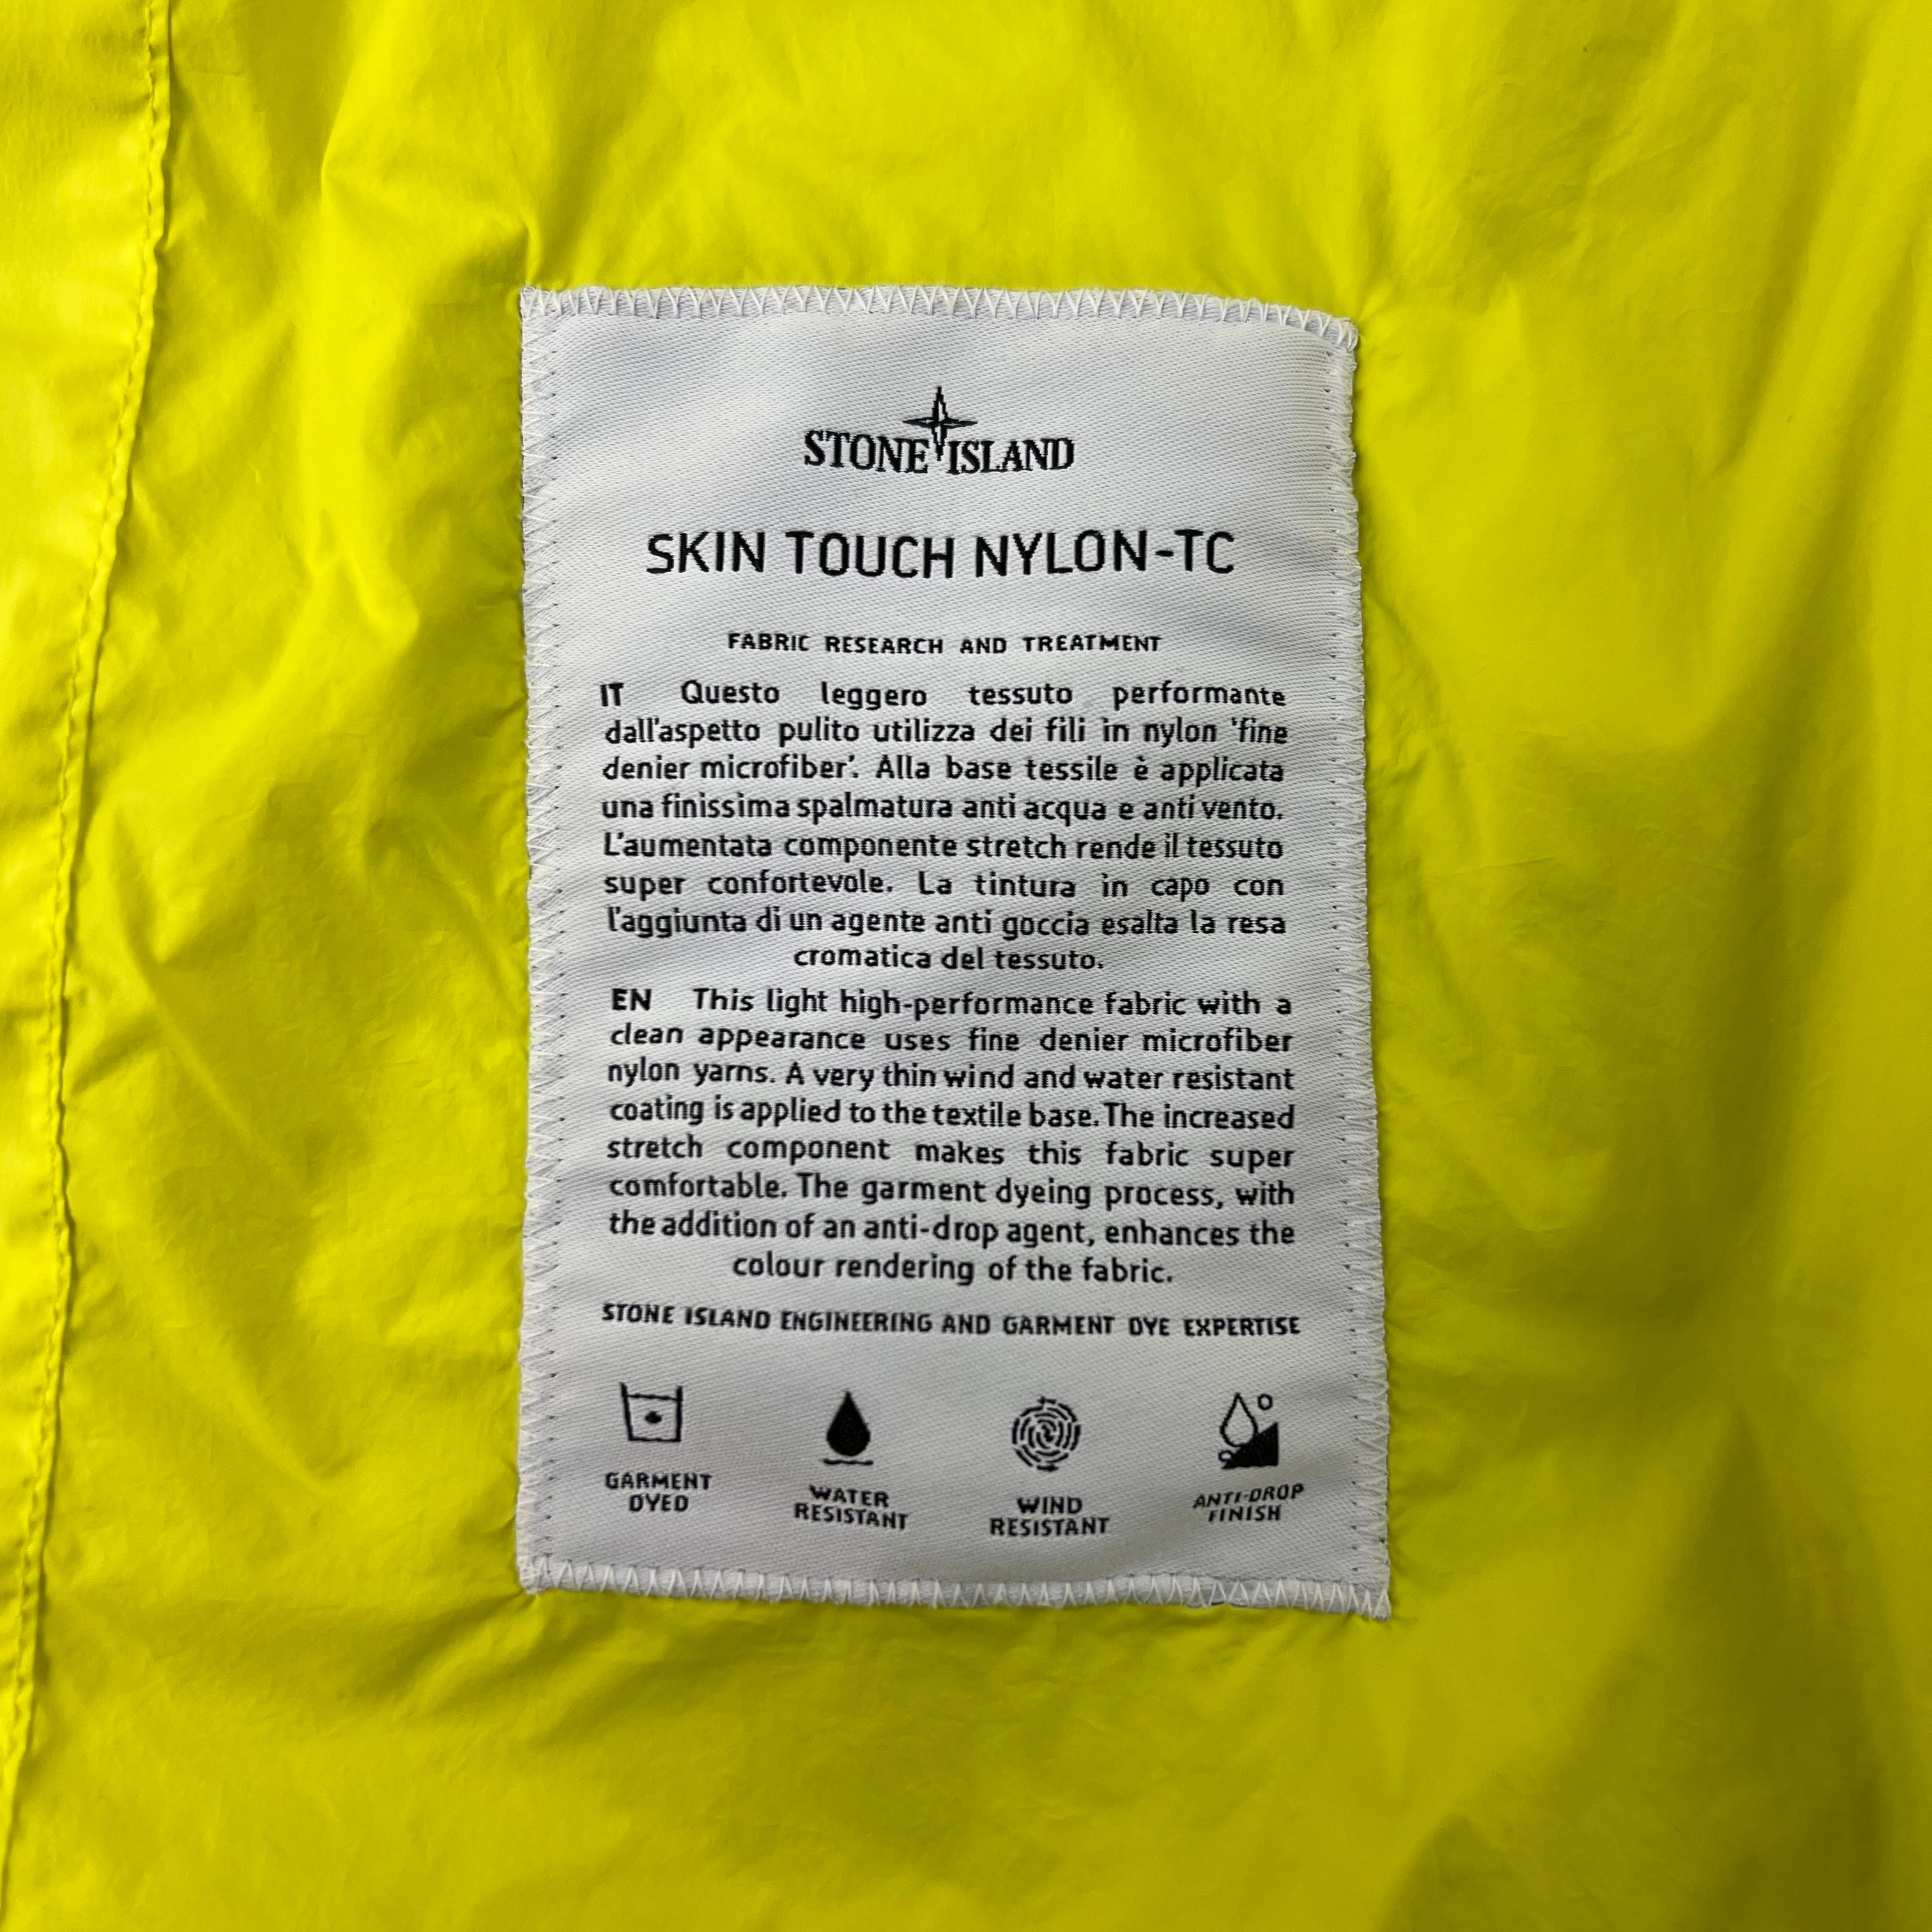 STONE ISLAND
SKIN TOUCH NYLON-TC
FABRIC RESEARCH AND TREATMENT
IT Questo leggero tessuto performante
dall'aspetto pulito utilizza dei fili in nylon 'fine
denier microfiber'. Alla base tessile è applicata
una finissima spalmatura anti acqua e anti vento.
L'aumentata componente stretch rende il tessuto
super confortevole. La tintura in capo con
l'aggiunta di un agente anti goccia esalta la resa
cromatica del tessuto.
EN This light high-performance fabric with a
clean appearance uses fine denier microfiber
nylon yarns. A very thin wind and water resistant
coating is applied to the textile base. The increased
stretch component makes this fabric super
comfortable. The garment dyeing process, with
the addition of an anti-drop agent, enhances the
colour rendering of the fabric.
STONE ISLAND ENGINEERING AND GARMENT DYE EXPERTISE
GARMENT
DYED
WATER
RESISTANT
WIND
RESISTANT
ANTI-DROP
FINISH